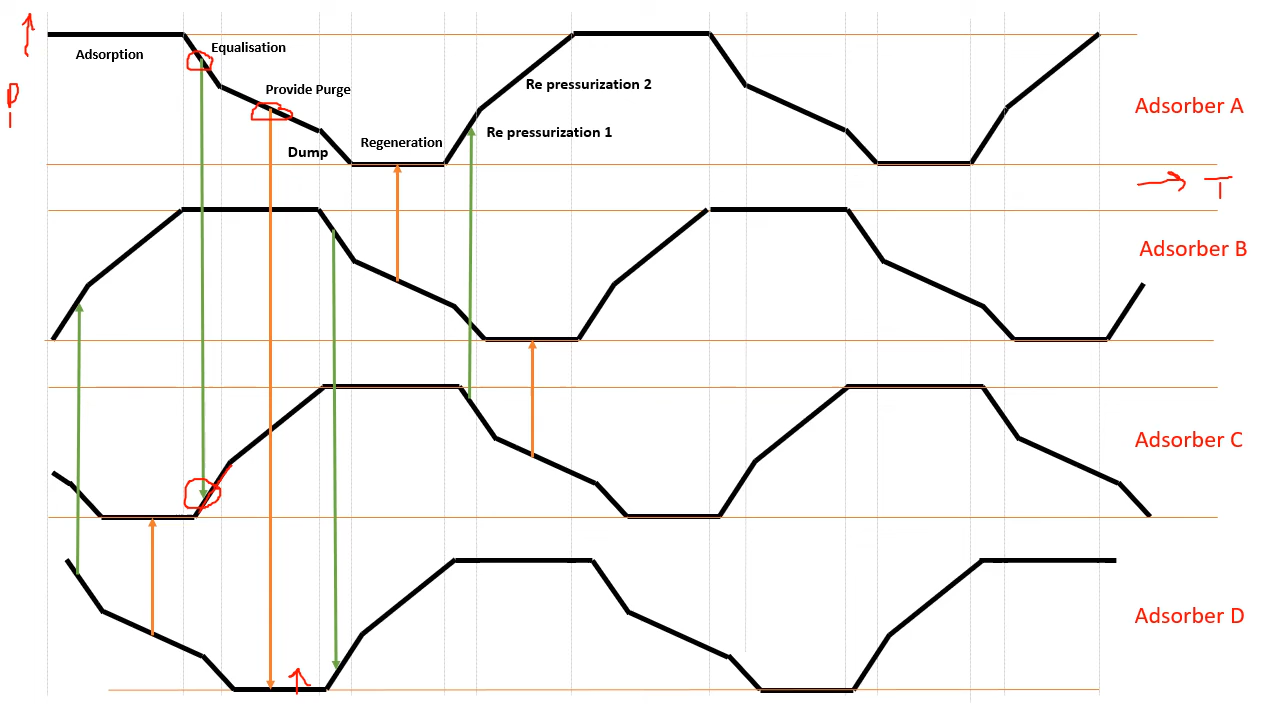 Adsorption
Equalisation
Provide Purge
Dump
Regeneration
Re pressurization 2
Re pressurization 1
P
Adsorber A
T
Adsorber B
Adsorber C
Adsorber D